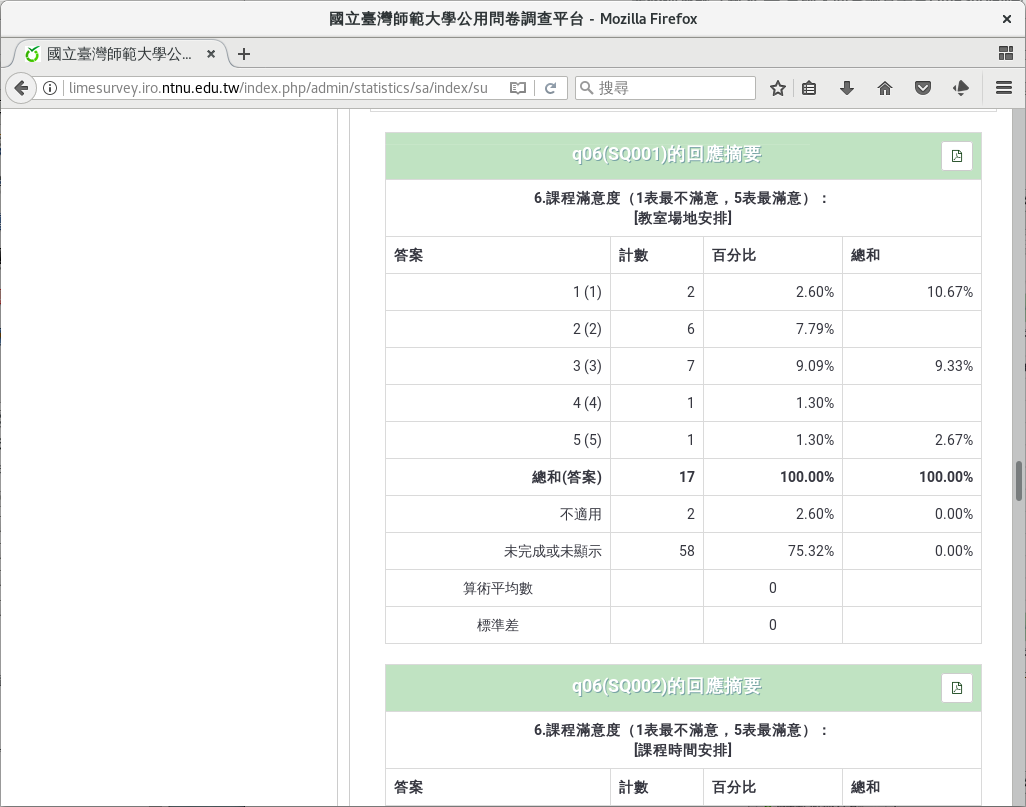 國立臺灣師範大學公用問卷調查平台 - Mozilla Firefox
國立臺灣師範大學公...
limesurvey.iro.ntnu.edu.tw/index.php/admin/statistics/sa/index/su
搜尋
q06(SQ001)的回應摘要
6.課程滿意度（1表最不滿意，5表最滿意）：
[教室場地安排]
答案 計數 百分比 總和
1 (1) 2 2.60% 10.67%
2 (2) 6 7.79%
3 (3) 7 9.09% 9.33%
4 (4) 1 1.30%
5 (5) 1 1.30% 2.67%
總和(答案) 17 100.00% 100.00%
不適用 2 2.60% 0.00%
未完成或未顯示 58 75.32% 0.00%
算術平均數 0
標準差 0
q06(SQ002)的回應摘要
6.課程滿意度（1表最不滿意，5表最滿意）：
[課程時間安排]
答案 計數 百分比 總和